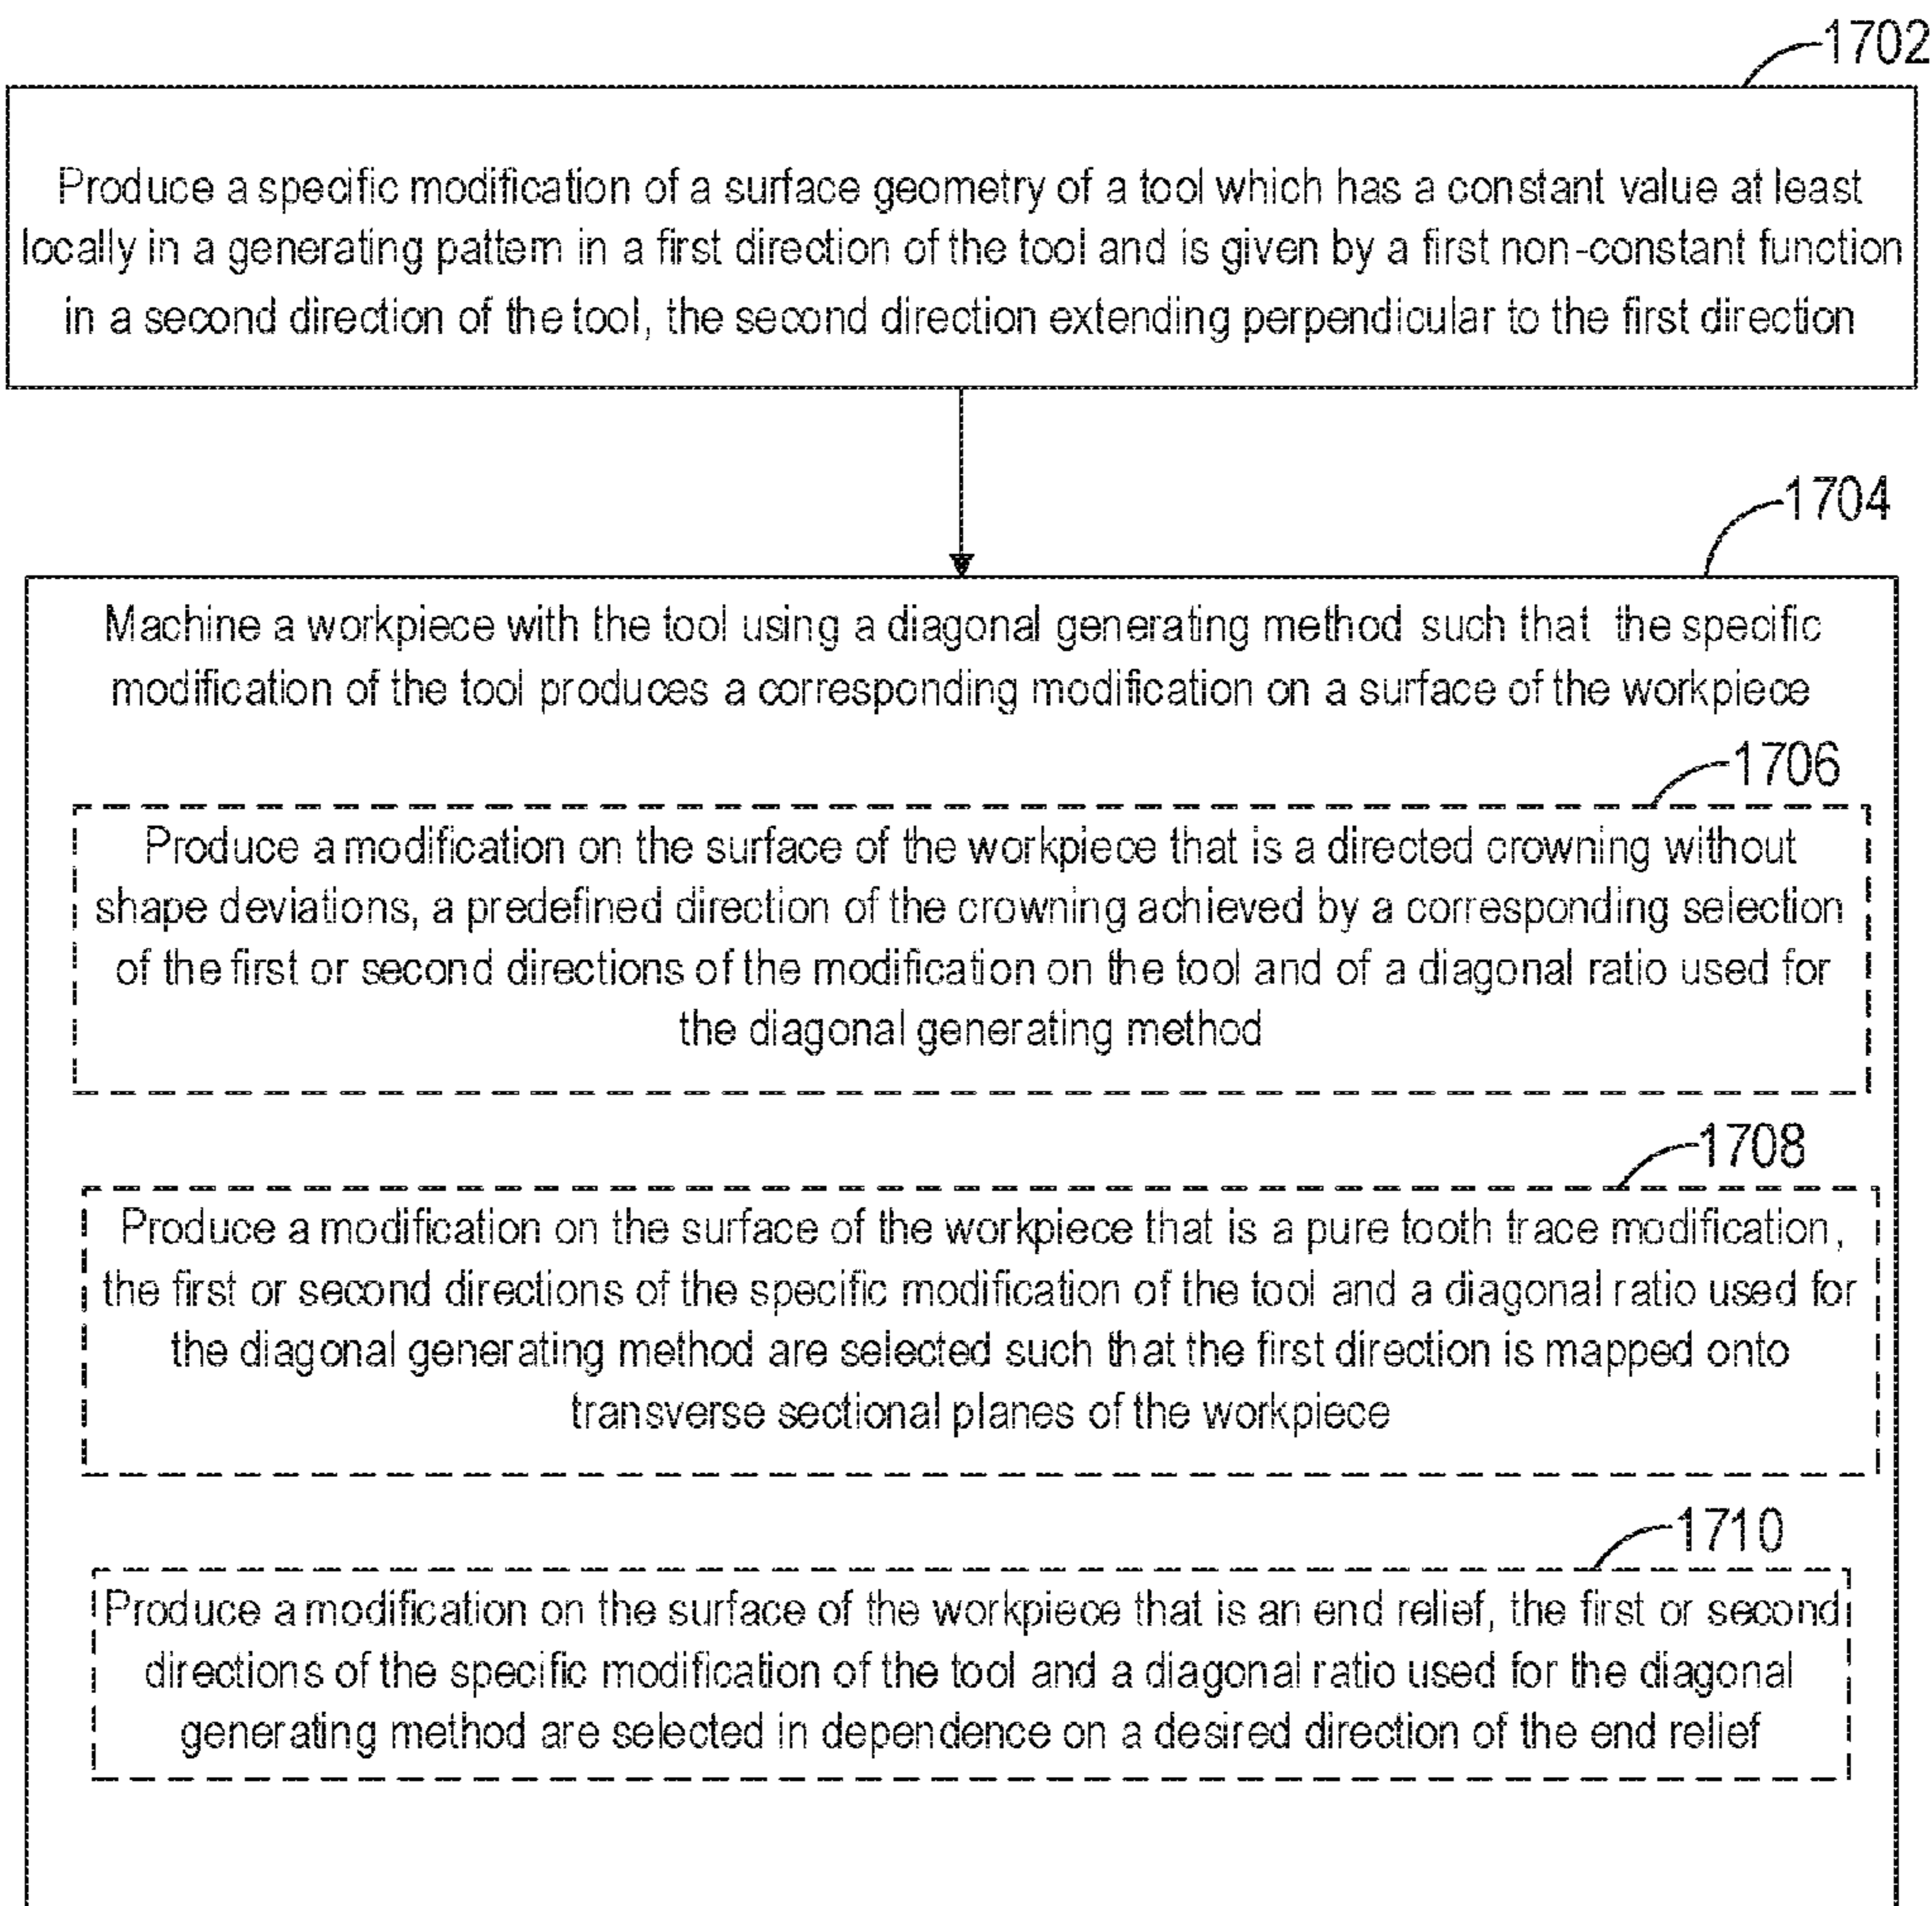 1702
Produce a specific modification of a surface geometry of a tool which has a constant value at least
locally in a generating pattern in a first direction of the tool and is given by a first non-constant function
in a second direction of the tool, the second direction extending perpendicular to the first direction
1704
Machine a workpiece with the tool using a diagonal generating method such that the specific
modification of the tool produces a corresponding modification on a surface of the workpiece
1706
Produce a modification on the surface of the workpiece that is a directed crowning without
shape deviations, a predefined direction of the crowning achieved by a corresponding selection
of the first or second directions of the modification on the tool and of a diagonal ratio used for
the diagonal generating method
1708
Produce a modification on the surface of the workpiece that is a pure tooth trace modification,
the first or second directions of the specific modification of the tool and a diagonal ratio used for
the diagonal generating method are selected such that the first direction is mapped onto
transverse sectional planes of the workpiece
1710
Produce a modification on the surface of the workpiece that is an end relief, the first or second
directions of the specific modification of the tool and a diagonal ratio used for the diagonal
generating method are selected in dependence on a desired direction of the end relief